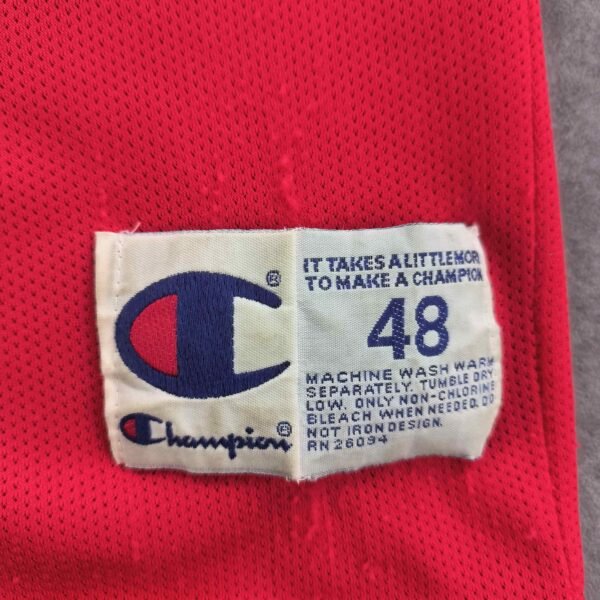 IT TAKES A LITTLE MORE
TO MAKE A CHAMPION
48
MACHINE WASH WARM
SEPARATELY. TUMBLE DRY
LOW. ONLY NON-CHLORINE
BLEACH WHEN NEEDED. DO
NOT IRON DESIGN.
RN 26094
®
Champion®